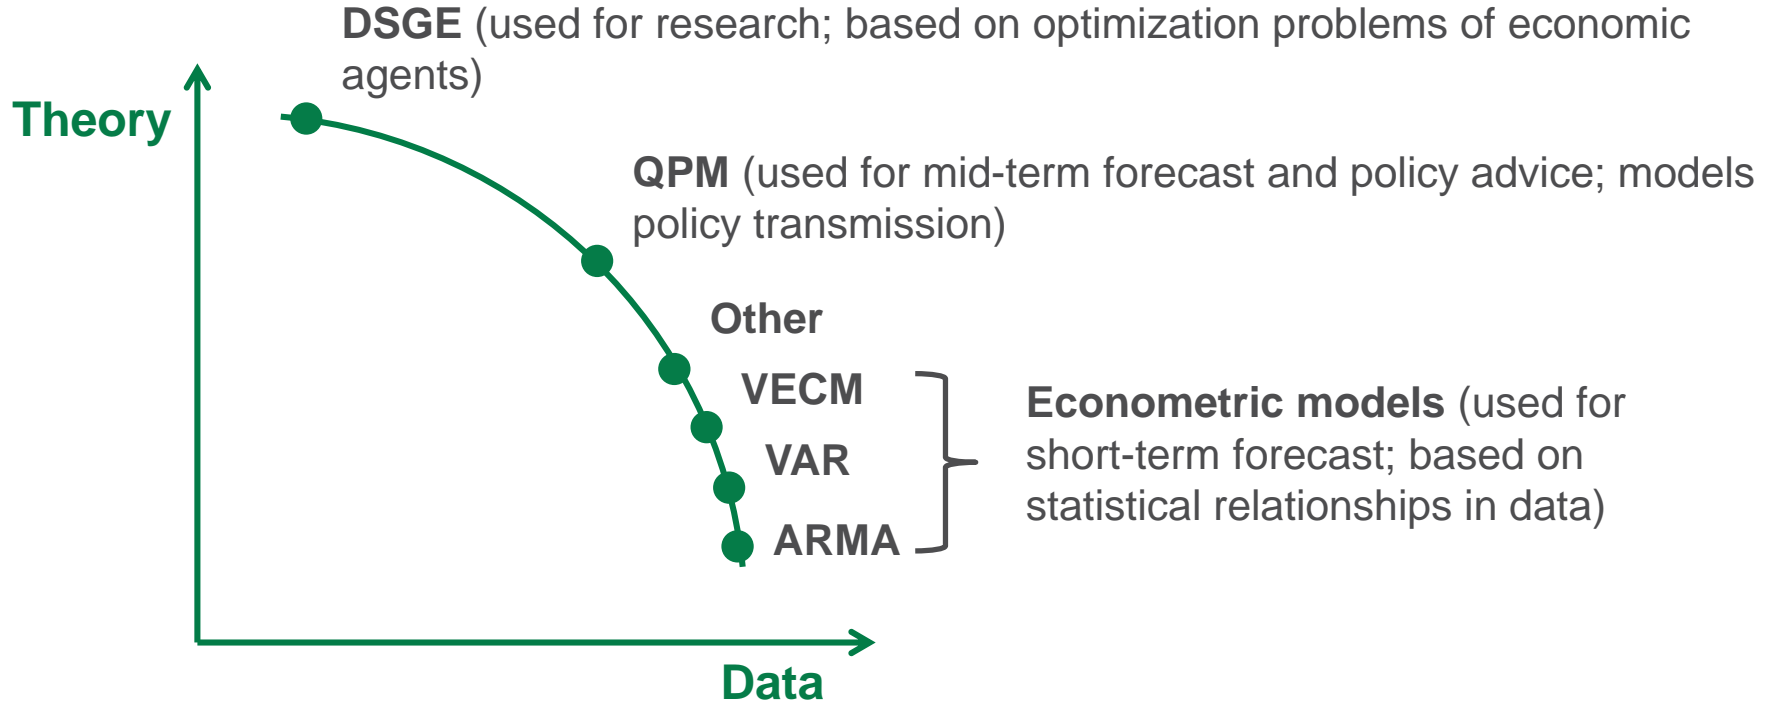 DSGE (used for research; based on optimization problems of economic
agents)
Theory
QPM (used for mid-term forecast and policy advice; models
policy transmission)
Other
VECM
VAR
ARMA
Econometric models (used for
short-term forecast; based on
statistical relationships in data)
Data